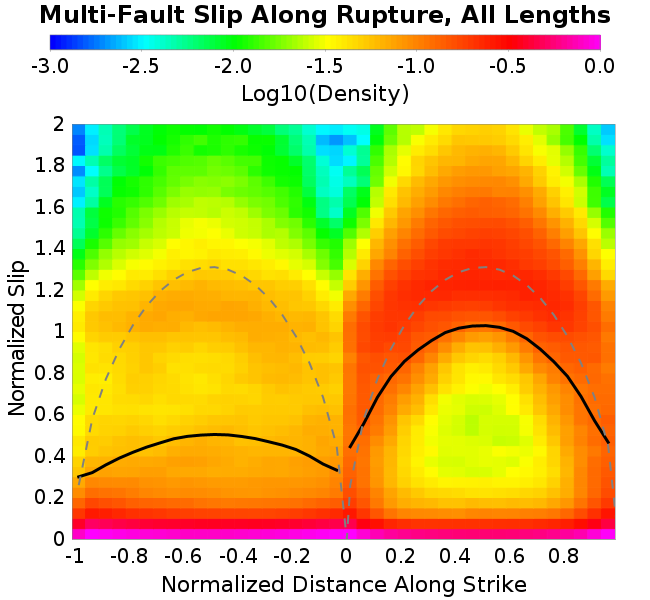 Multi-Fault Slip Along Rupture, All Lengths
-3.0 -2.5 -2.0 -1.5 -1.0 -0.5 0.0
Log10(Density)
Normalized Slip
2
1.8
1.6
1.4
1.2
1
0.8
0.6
0.4
0.2
0
-1 -0.8 -0.6 -0.4 -0.2 0 0.2 0.4 0.6 0.8
Normalized Distance Along Strike